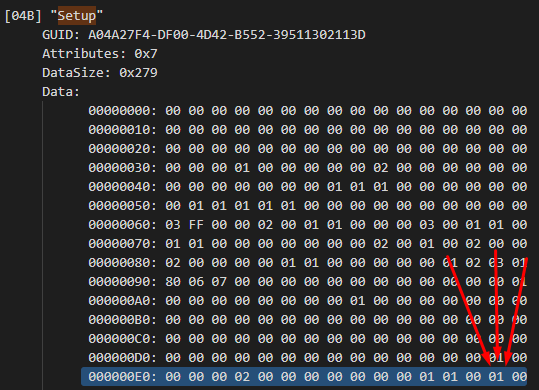 [04B] "Setup"
GUID: A04A27F4-DF00-4D42-B552-39511302113D
Attributes: 0x7
DataSize: 0x279
Data:
00000000: 00 00 00 00 00 00 00 00 00 00 00 00 00 00 00 00
00000010: 00 00 00 00 00 00 00 00 00 00 00 00 00 00 00 00
00000020: 00 00 00 00 00 00 00 00 00 00 00 00 00 00 00 00
00000030: 00 00 00 01 00 00 00 00 00 02 00 00 00 00 00 00
00000040: 00 00 00 00 00 00 00 01 01 01 00 00 00 00 00 00
00000050: 00 01 01 01 01 01 00 00 00 00 00 00 00 00 00 00
00000060: 03 FF 00 00 02 00 01 01 00 00 00 03 00 01 01 00
00000070: 01 01 00 00 00 00 00 00 00 02 00 01 00 02 00 00
00000080: 02 00 00 00 00 01 01 00 00 00 00 00 01 02 03 01
00000090: 80 06 07 00 00 00 00 00 00 00 00 00 00 00 00 01
000000A0: 00 00 00 00 00 00 00 00 01 00 00 00 00 00 00 00
000000B0: 00 00 00 00 00 00 00 00 00 00 00 00 00 00 00 00
000000C0: 00 00 00 00 00 00 00 00 00 00 00 00 00 00 00 00
000000D0: 00 00 00 00 00 00 00 00 00 00 00 00 00 00 01 00
000000E0: 00 00 00 02 00 00 00 00 00 00 00 01 01 00 01 00